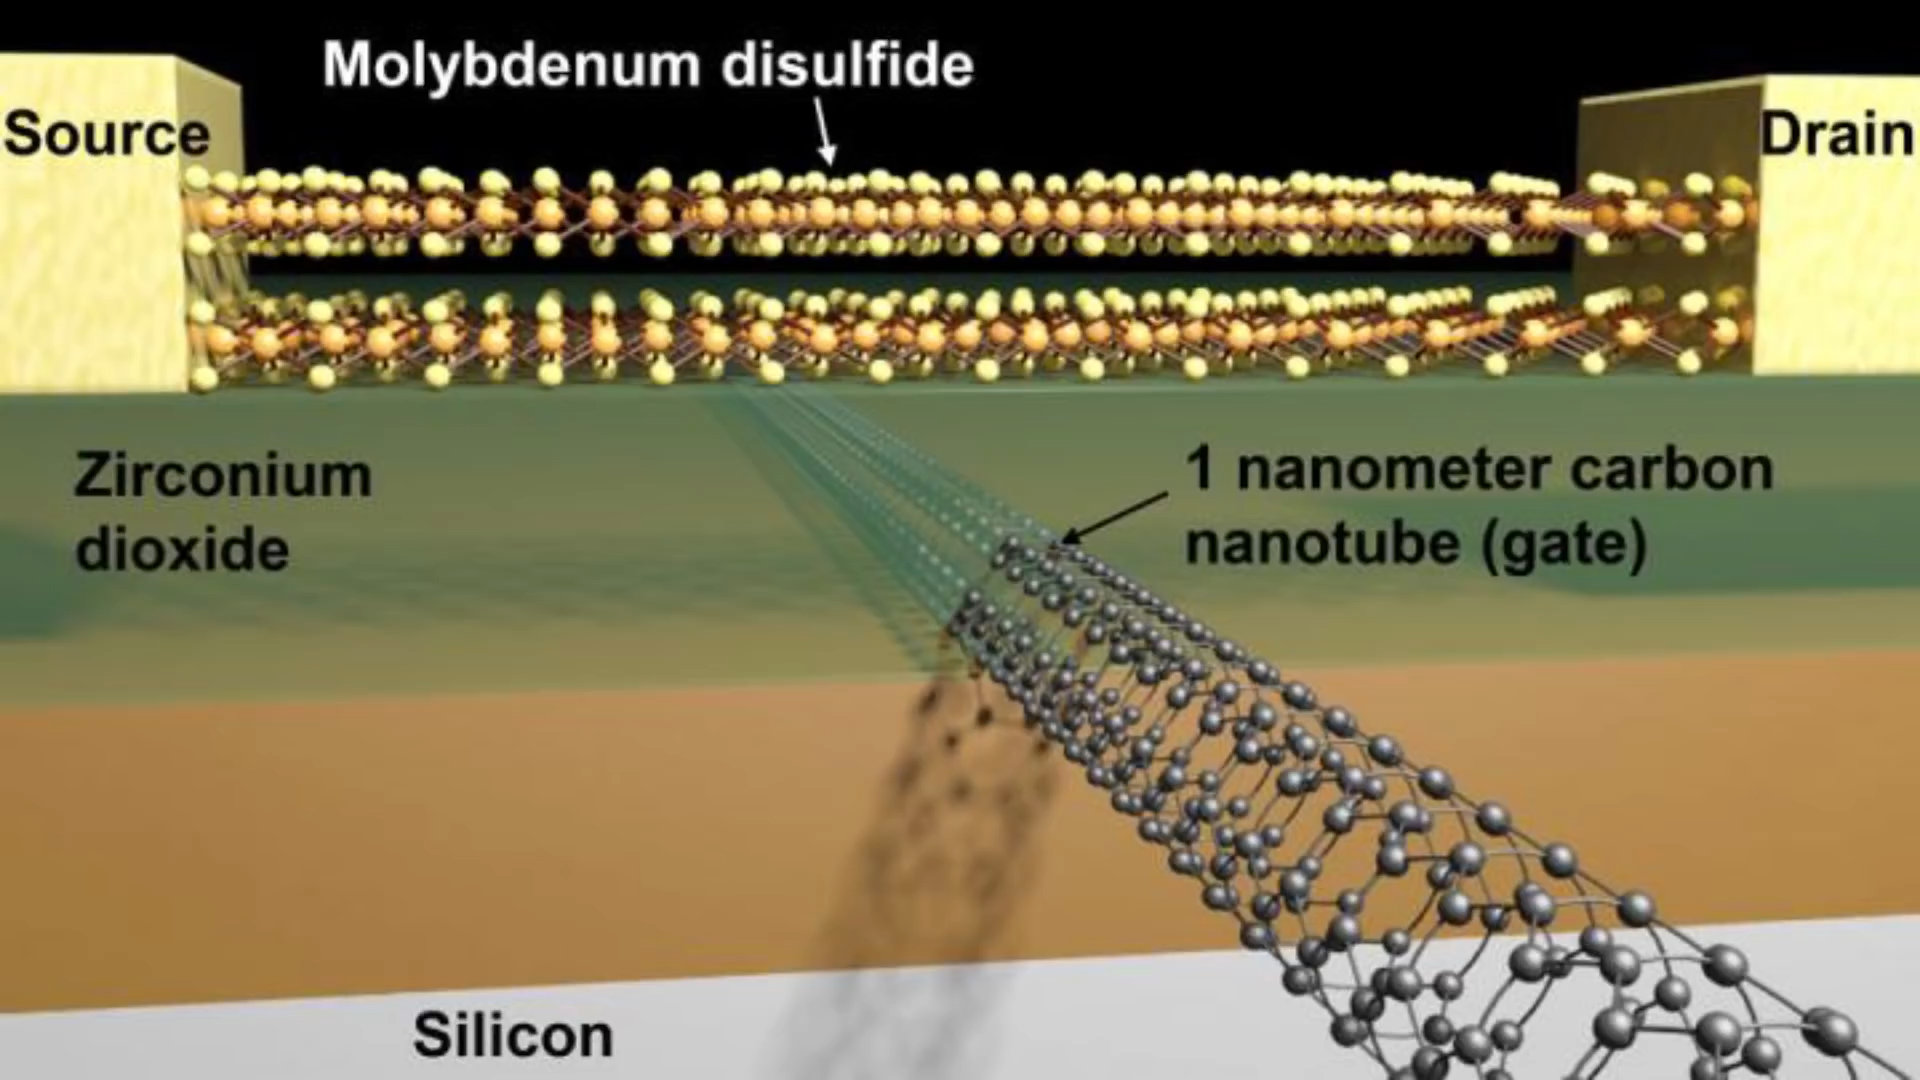 Molybdenum disulfide
Source
Drain
Zirconium
dioxide
1 nanometer carbon
nanotube (gate)
Silicon